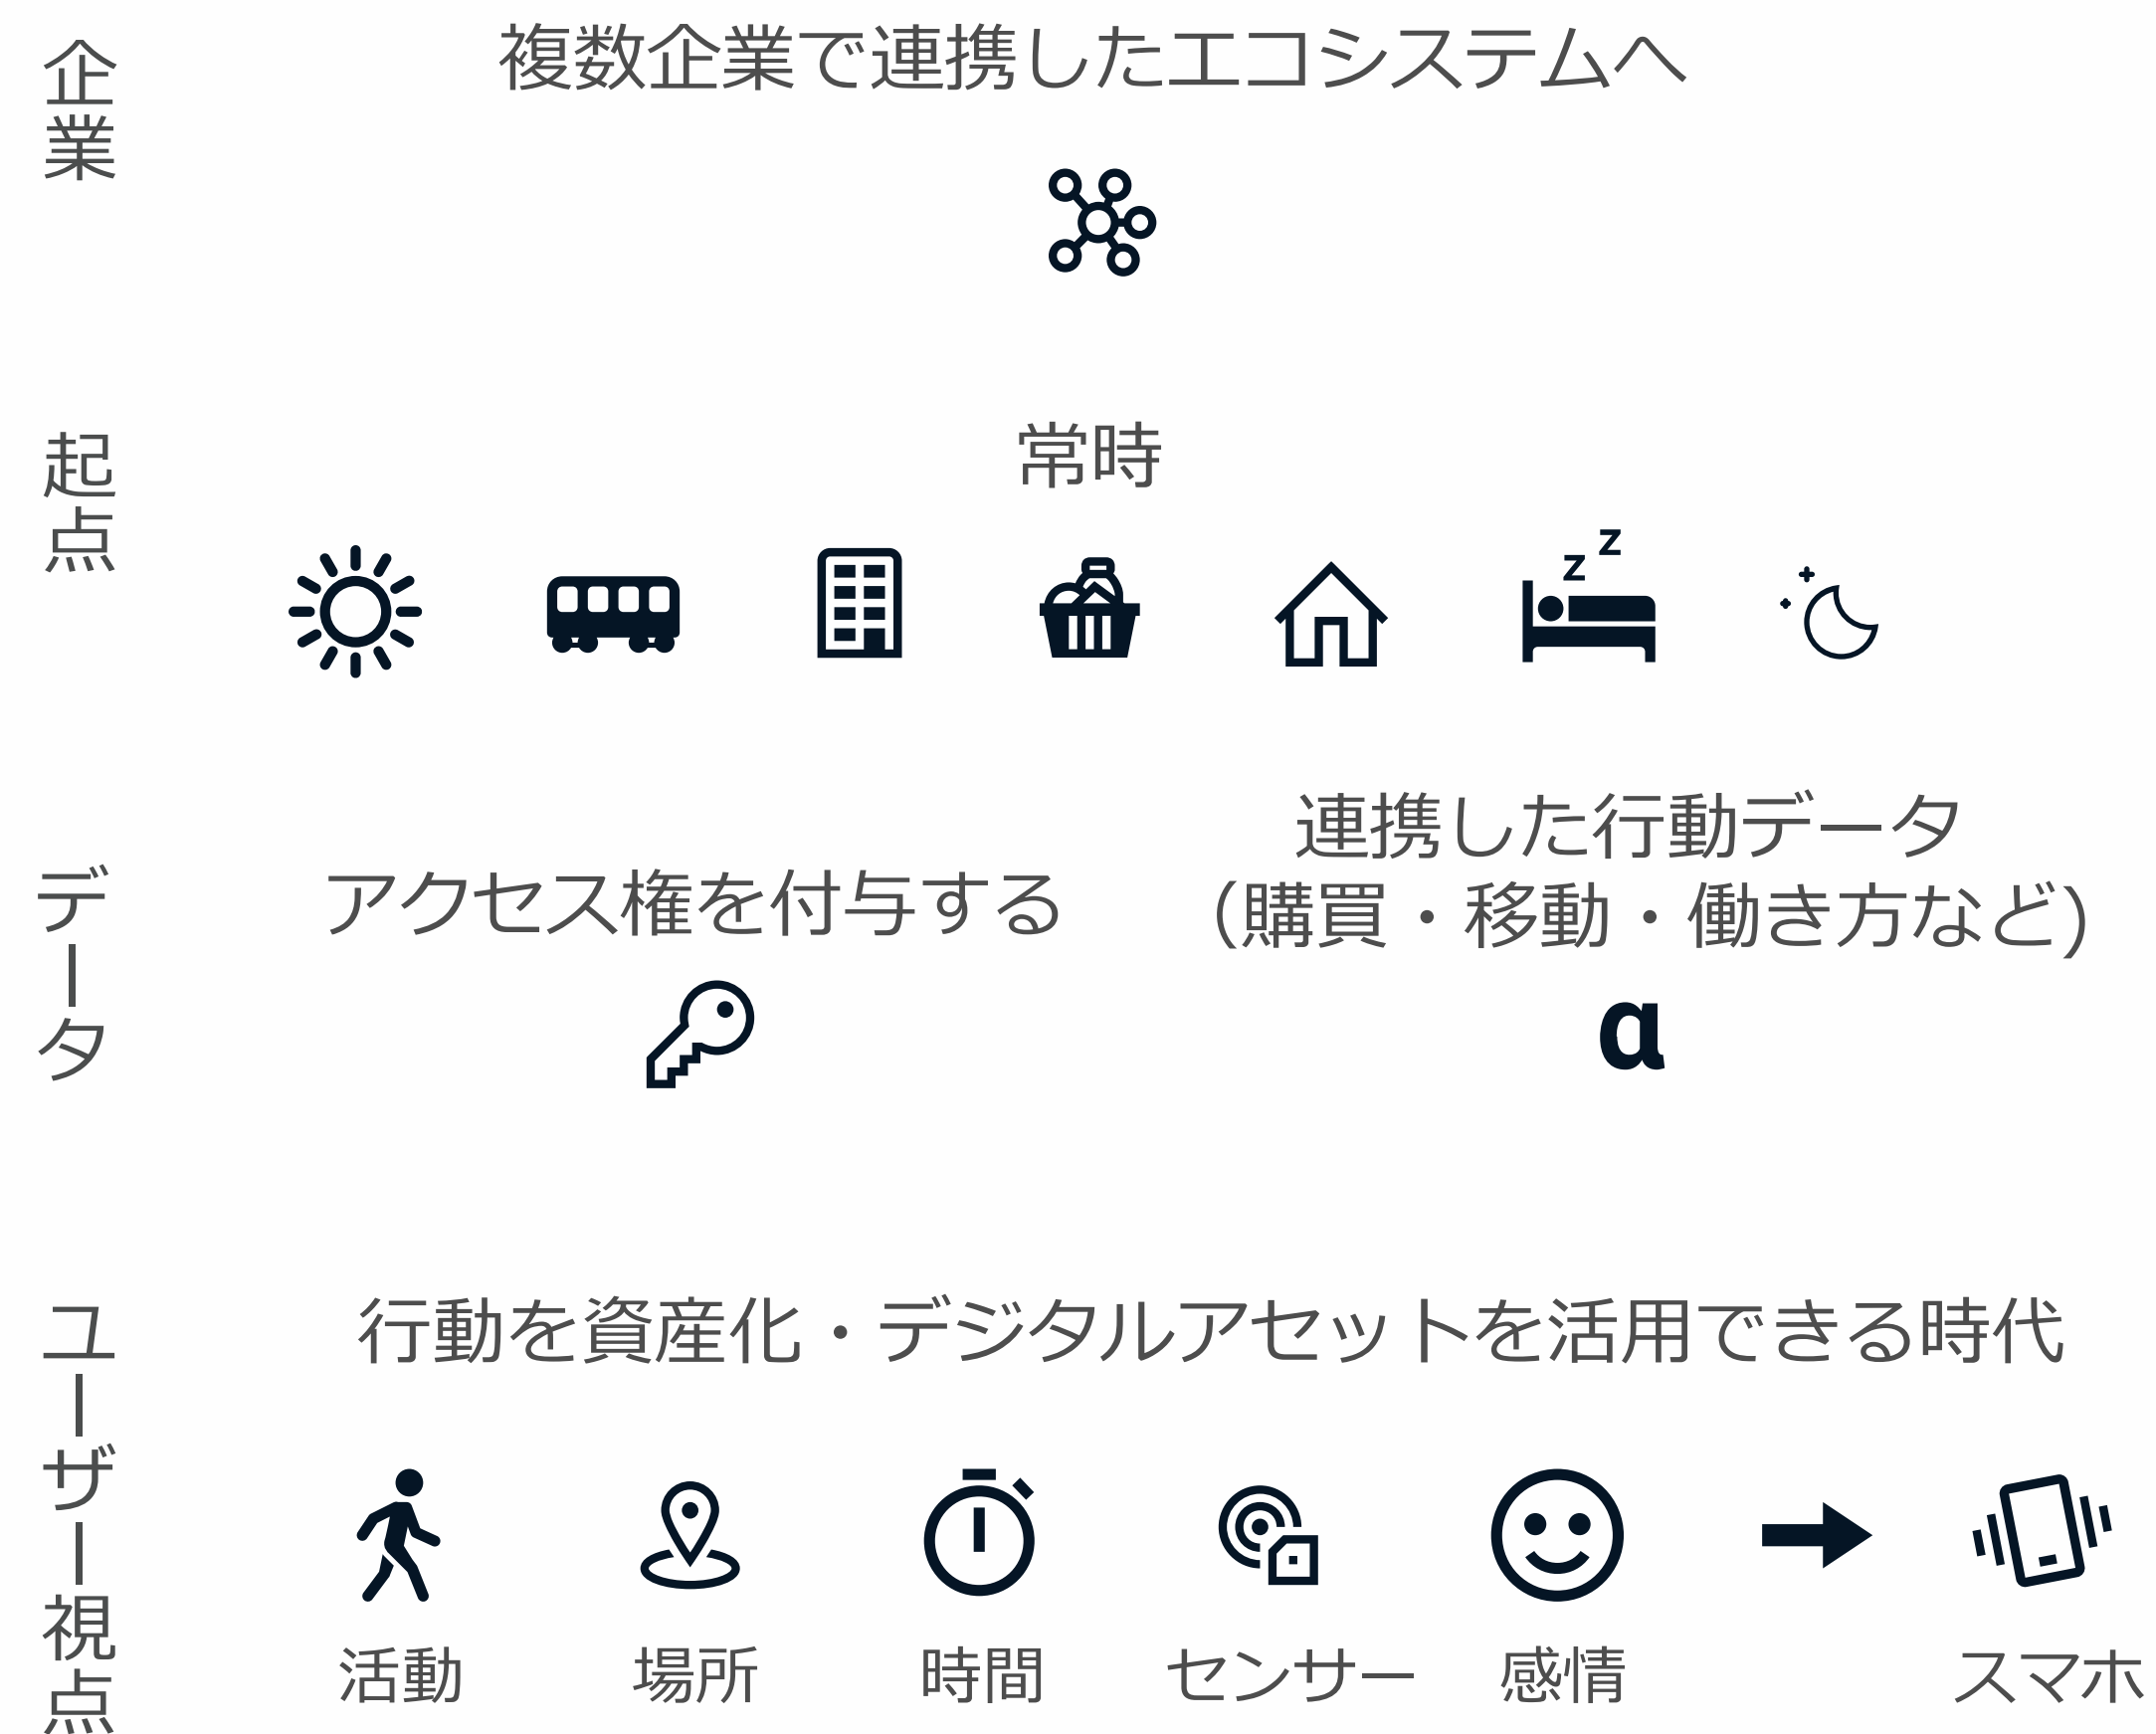 企業
複数企業で連携したエコシステムへ
起点
常時
z
z
データ
アクセス権を付与する
連携した行動データ
(購買・移動・働き方など)
α
ユーザー視点
行動を資産化・デジタルアセットを活用できる時代
活動
場所
時間
センサー
感情
スマホ